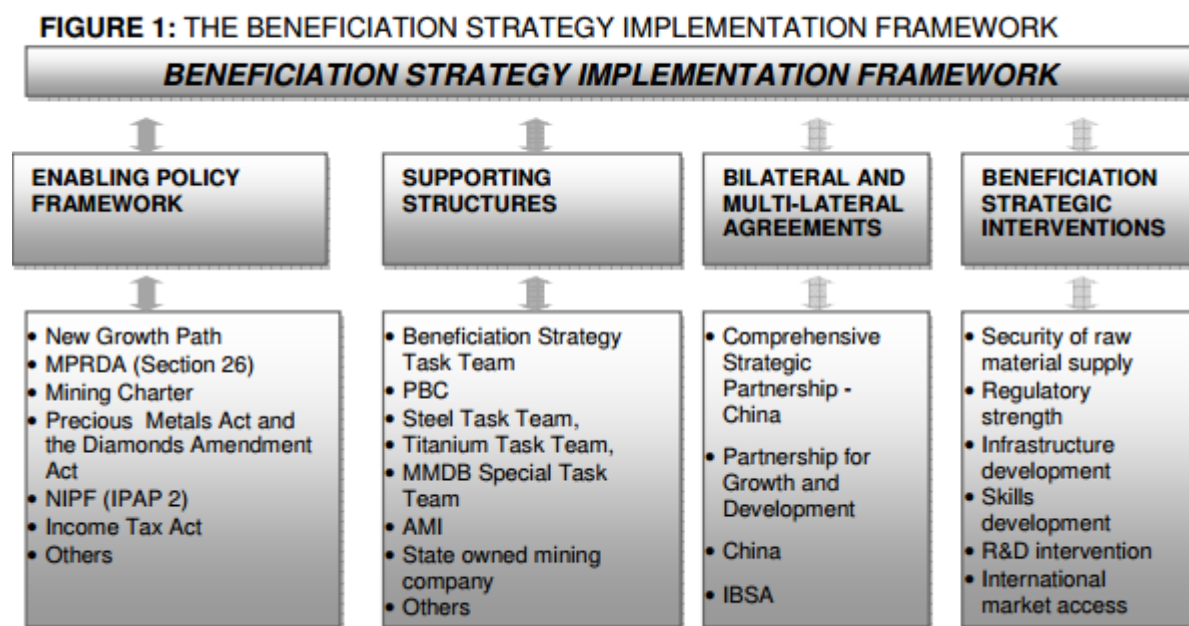 FIGURE 1: THE BENEFICIATION STRATEGY IMPLEMENTATION FRAMEWORK
BENEFICIATION STRATEGY IMPLEMENTATION FRAMEWORK
ENABLING POLICY
FRAMEWORK
SUPPORTING
STRUCTURES
BILATERAL AND
MULTI-LATERAL
AGREEMENTS
BENEFICIATION
STRATEGIC
INTERVENTIONS
• New Growth Path
• MPRDA (Section 26)
• Mining Charter
• Precious Metals Act and
the Diamonds Amendment
Act
• NIPF (IPAP 2)
• Income Tax Act
• Others
• Beneficiation Strategy
Task Team
• PBC
• Steel Task Team,
• Titanium Task Team,
• MMDB Special Task
Team
• AMI
• State owned mining
company
• Others
• Comprehensive
Strategic
Partnership -
China
• Partnership for
Growth and
Development
• China
• IBSA
• Security of raw
material supply
• Regulatory
strength
• Infrastructure
development
• Skills
development
• R&D intervention
• International
market access